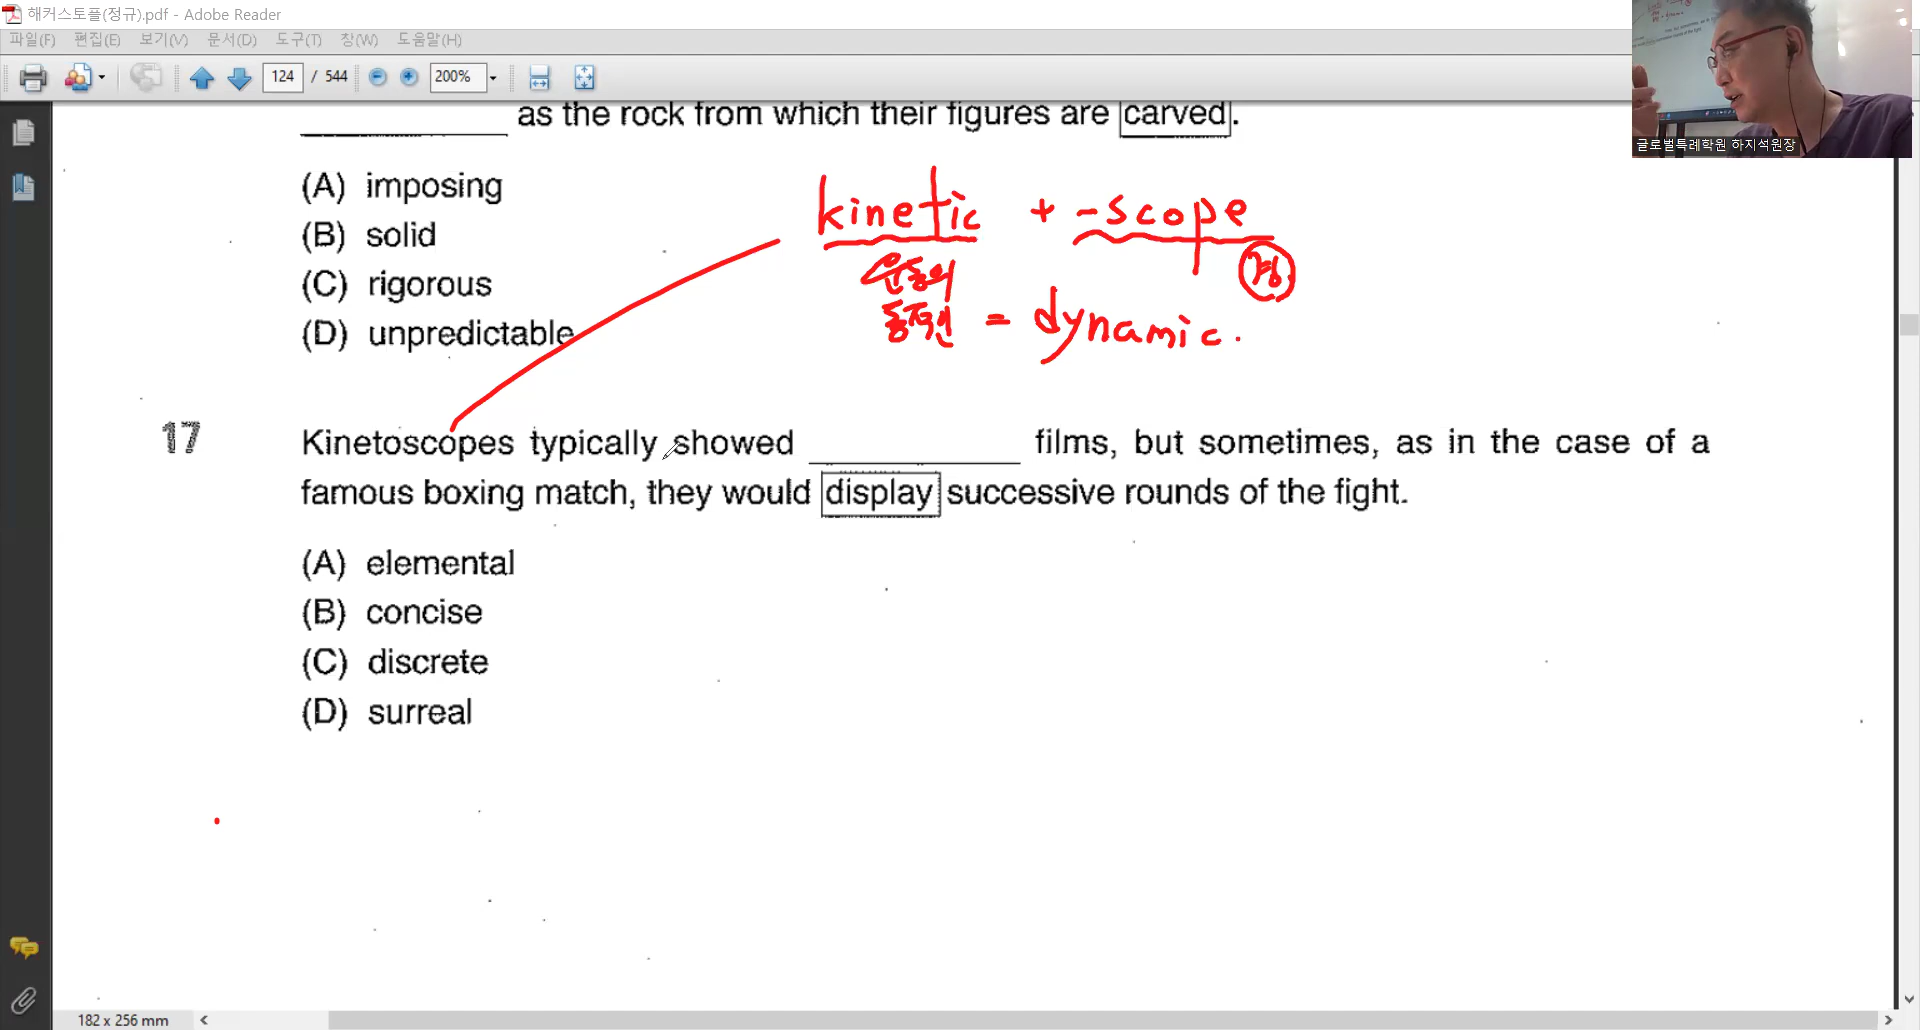 해커스토플(정규).pdf - Adobe Reader
파일(F) 편집(E) 보기(V) 문서(D) 도구(T) 창(W) 도움말(H)
124 / 544 200%
글로벌특례학원 하지석원장
as the rock from which their figures are carved.
(A) imposing
(B) solid
(C) rigorous
(D) unpredictable
kinetic + -scope
운동의
경
동적인 = dynamic.
17 Kinetoscopes typically showed films, but sometimes, as in the case of a
famous boxing match, they would display successive rounds of the fight.
(A) elemental
(B) concise
(C) discrete
(D) surreal
182 x 256 mm